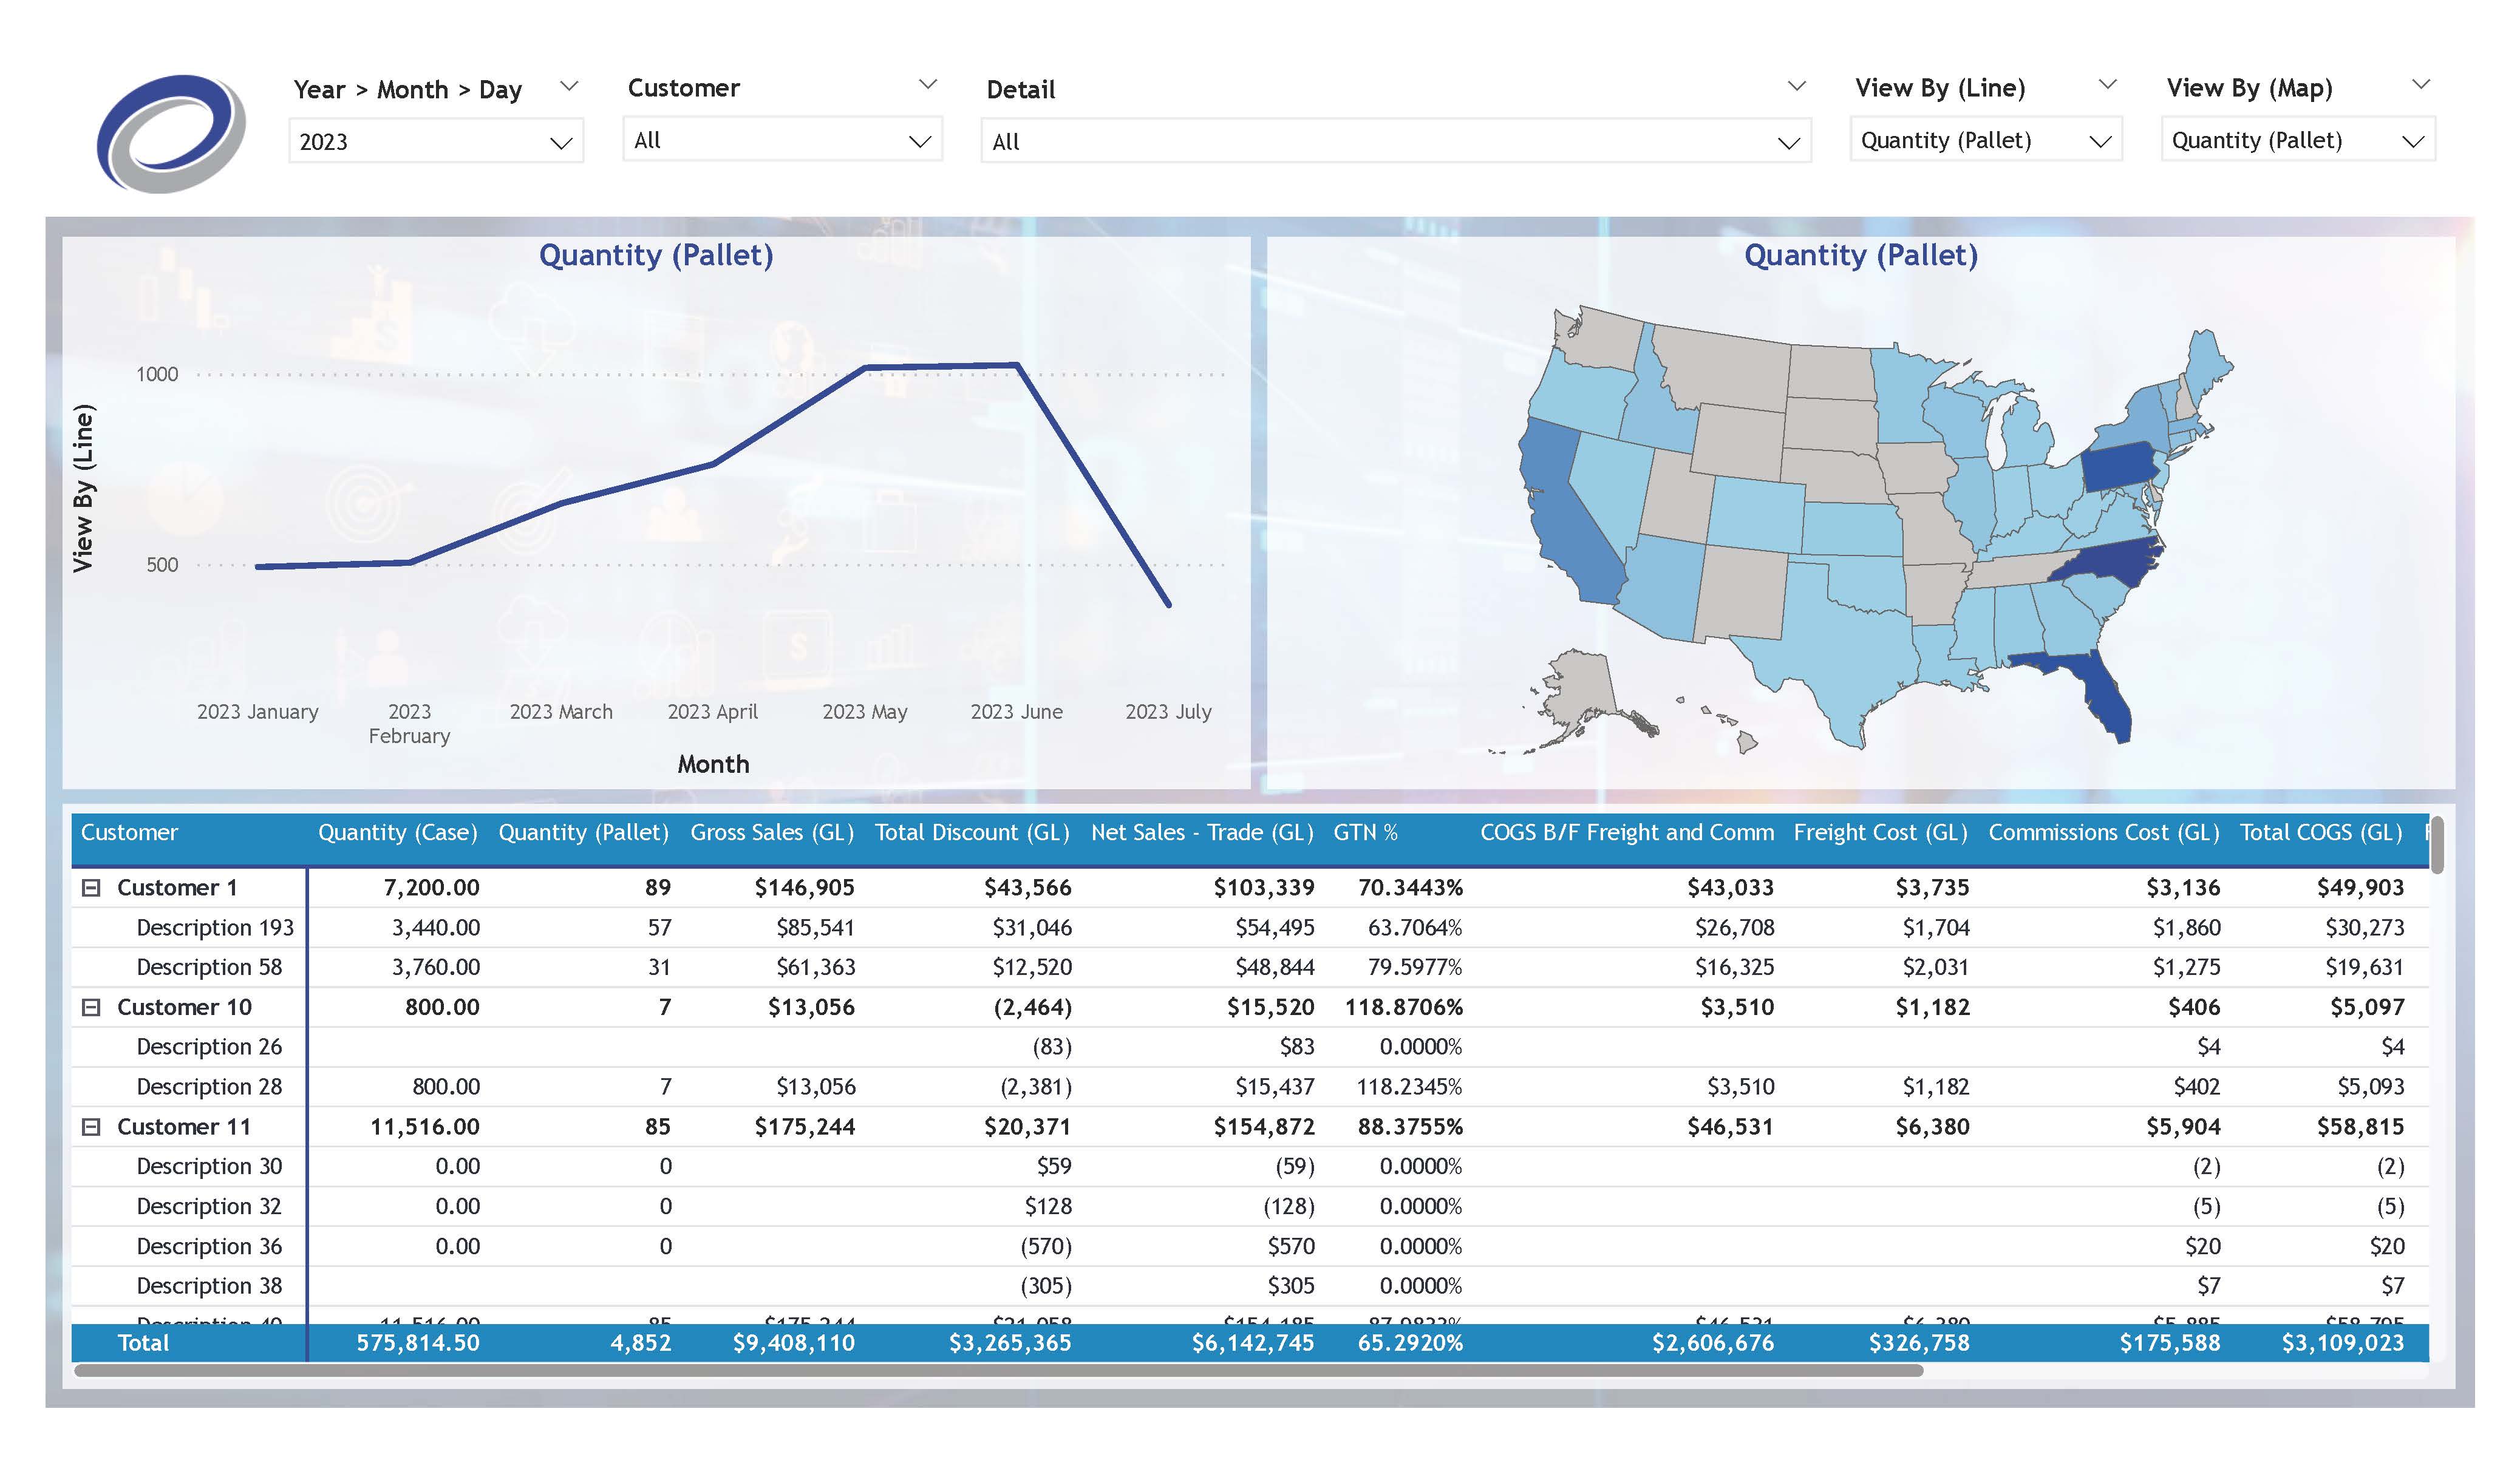 Year > Month > Day
Customer
Detail
View By (Line)
View By (Map)
2023
All
All
Quantity (Pallet)
Quantity (Pallet)
Quantity (Pallet)
View By (Line)
1000
500
2023 January
2023 February
2023 March
2023 April
2023 May
2023 June
2023 July
Month
Quantity (Pallet)
Customer Quantity (Case) Quantity (Pallet) Gross Sales (GL) Total Discount (GL) Net Sales - Trade (GL) GTN % COGS B/F Freight and Comm Freight Cost (GL) Commissions Cost (GL) Total COGS (GL)
Customer 1 7,200.00 89 $146,905 $43,566 $103,339 70.3443% $43,033 $3,735 $3,136 $49,903
Description 193 3,440.00 57 $85,541 $31,046 $54,495 63.7064% $26,708 $1,704 $1,860 $30,273
Description 58 3,760.00 31 $61,363 $12,520 $48,844 79.5977% $16,325 $2,031 $1,275 $19,631
Customer 10 800.00 7 $13,056 (2,464) $15,520 118.8706% $3,510 $1,182 $406 $5,097
Description 26 (83) $83 0.0000% $4 $4
Description 28 800.00 7 $13,056 (2,381) $15,437 118.2345% $3,510 $1,182 $402 $5,093
Customer 11 11,516.00 85 $175,244 $20,371 $154,872 88.3755% $46,531 $6,380 $5,904 $58,815
Description 30 0.00 0 $59 (59) 0.0000% (2) (2)
Description 32 0.00 0 $128 (128) 0.0000% (5) (5)
Description 36 0.00 0 (570) $570 0.0000% $20 $20
Description 38 (305) $305 0.0000% $7 $7
Total 575,814.50 4,852 $9,408,110 $3,265,365 $6,142,745 65.2920% $2,606,676 $326,758 $175,588 $3,109,023